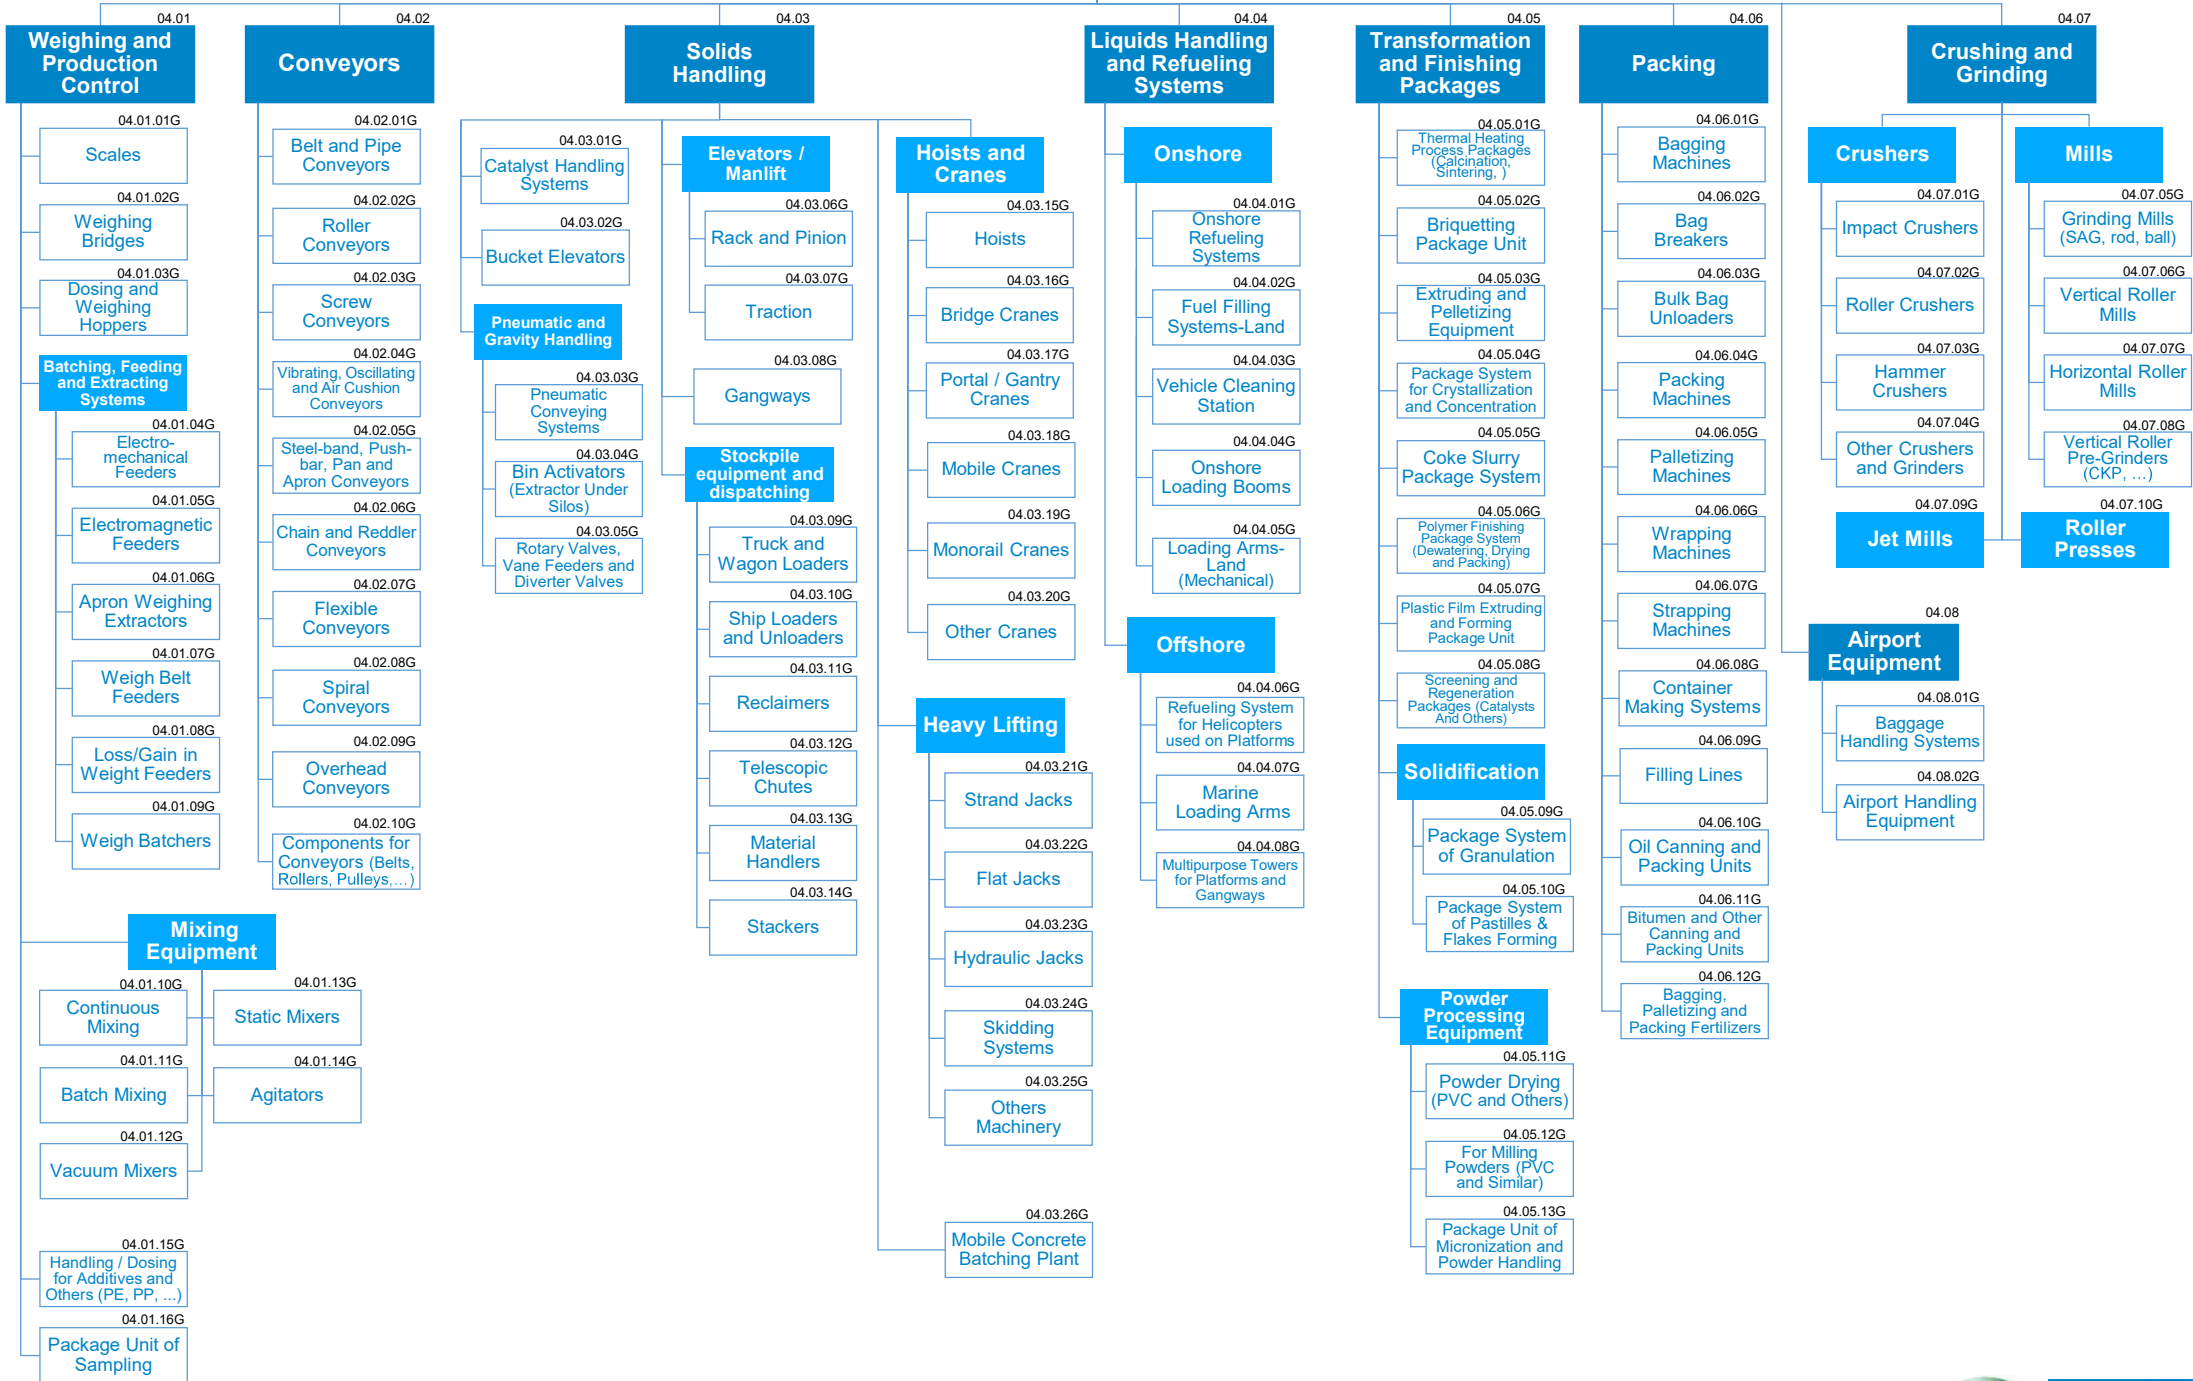 04.01
Weighing and
Production
Control
04.01.01G
Scales
04.01.02G
Weighing
Bridges
04.01.03G
Dosing and
Weighing
Hoppers
Batching, Feeding
and Extracting
Systems
04.01.04G
Electro-
mechanical
Feeders
04.01.05G
Electromagnetic
Feeders
04.01.06G
Apron Weighing
Extractors
04.01.07G
Weigh Belt
Feeders
04.01.08G
Loss/Gain in
Weight Feeders
04.01.09G
Weigh Batchers
Mixing
Equipment
04.01.10G
Continuous
Mixing
04.01.11G
Batch Mixing
04.01.12G
Vacuum Mixers
04.01.13G
Static Mixers
04.01.14G
Agitators
04.01.15G
Handling / Dosing
for Additives and
Others (PE, PP, ...)
04.01.16G
Package Unit of
Sampling
04.02
Conveyors
04.02.01G
Belt and Pipe
Conveyors
04.02.02G
Roller
Conveyors
04.02.03G
Screw
Conveyors
04.02.04G
Vibrating, Oscillating
and Air Cushion
Conveyors
04.02.05G
Steel-band, Push-
bar, Pan and
Apron Conveyors
04.02.06G
Chain and Reddler
Conveyors
04.02.07G
Flexible
Conveyors
04.02.08G
Spiral
Conveyors
04.02.09G
Overhead
Conveyors
04.02.10G
Components for
Conveyors (Belts,
Rollers, Pulleys,...)
04.03
Solids
Handling
04.03.01G
Catalyst Handling
Systems
04.03.02G
Bucket Elevators
Pneumatic and
Gravity Handling
04.03.03G
Pneumatic
Conveying
Systems
04.03.04G
Bin Activators
(Extractor Under
Silos)
04.03.05G
Rotary Valves,
Vane Feeders and
Diverter Valves
Elevators /
Manlift
04.03.06G
Rack and Pinion
04.03.07G
Traction
04.03.08G
Gangways
Stockpile
equipment and
dispatching
04.03.09G
Truck and
Wagon Loaders
04.03.10G
Ship Loaders
and Unloaders
04.03.11G
Reclaimers
04.03.12G
Telescopic
Chutes
04.03.13G
Material
Handlers
04.03.14G
Stackers
Hoists and
Cranes
04.03.15G
Hoists
04.03.16G
Bridge Cranes
04.03.17G
Portal / Gantry
Cranes
04.03.18G
Mobile Cranes
04.03.19G
Monorail Cranes
04.03.20G
Other Cranes
Heavy Lifting
04.03.21G
Strand Jacks
04.03.22G
Flat Jacks
04.03.23G
Hydraulic Jacks
04.03.24G
Skidding
Systems
04.03.25G
Others
Machinery
04.03.26G
Mobile Concrete
Batching Plant
04.04
Liquids Handling
and Refueling
Systems
Onshore
04.04.01G
Onshore
Refueling
Systems
04.04.02G
Fuel Filling
Systems-Land
04.04.03G
Vehicle Cleaning
Station
04.04.04G
Onshore
Loading Booms
04.04.05G
Loading Arms-
Land
(Mechanical)
Offshore
04.04.06G
Refueling System
for Helicopters
used on Platforms
04.04.07G
Marine
Loading Arms
04.04.08G
Multipurpose Towers
for Platforms and
Gangways
04.05
Transformation
and Finishing
Packages
04.05.01G
Thermal Heating
Process Packages
(Calcination,
Sintering, )
04.05.02G
Briquetting
Package Unit
04.05.03G
Extruding and
Pelletizing
Equipment
04.05.04G
Package System
for Crystallization
and Concentration
04.05.05G
Coke Slurry
Package System
04.05.06G
Polymer Finishing
Package System
(Dewatering, Drying
and Packing)
04.05.07G
Plastic Film Extruding
and Forming
Package Unit
04.05.08G
Screening and
Regeneration
Packages (Catalysts
And Others)
Solidification
04.05.09G
Package System
of Granulation
04.05.10G
Package System
of Pastilles &
Flakes Forming
Powder
Processing
Equipment
04.05.11G
Powder Drying
(PVC and Others)
04.05.12G
For Milling
Powders (PVC
and Similar)
04.05.13G
Package Unit of
Micronization and
Powder Handling
04.06
Packing
04.06.01G
Bagging
Machines
04.06.02G
Bag
Breakers
04.06.03G
Bulk Bag
Unloaders
04.06.04G
Packing
Machines
04.06.05G
Palletizing
Machines
04.06.06G
Wrapping
Machines
04.06.07G
Strapping
Machines
04.06.08G
Container
Making Systems
04.06.09G
Filling Lines
04.06.10G
Oil Canning and
Packing Units
04.06.11G
Bitumen and Other
Canning and
Packing Units
04.06.12G
Bagging,
Palletizing and
Packing Fertilizers
04.07
Crushing and
Grinding
Crushers
04.07.01G
Impact Crushers
04.07.02G
Roller Crushers
04.07.03G
Hammer
Crushers
04.07.04G
Other Crushers
and Grinders
Mills
04.07.05G
Grinding Mills
(SAG, rod, ball)
04.07.06G
Vertical Roller
Mills
04.07.07G
Horizontal Roller
Mills
04.07.08G
Vertical Roller
Pre-Grinders
(CKP, ...)
04.07.09G
Jet Mills
04.07.10G
Roller
Presses
04.08
Airport
Equipment
04.08.01G
Baggage
Handling Systems
04.08.02G
Airport Handling
Equipment